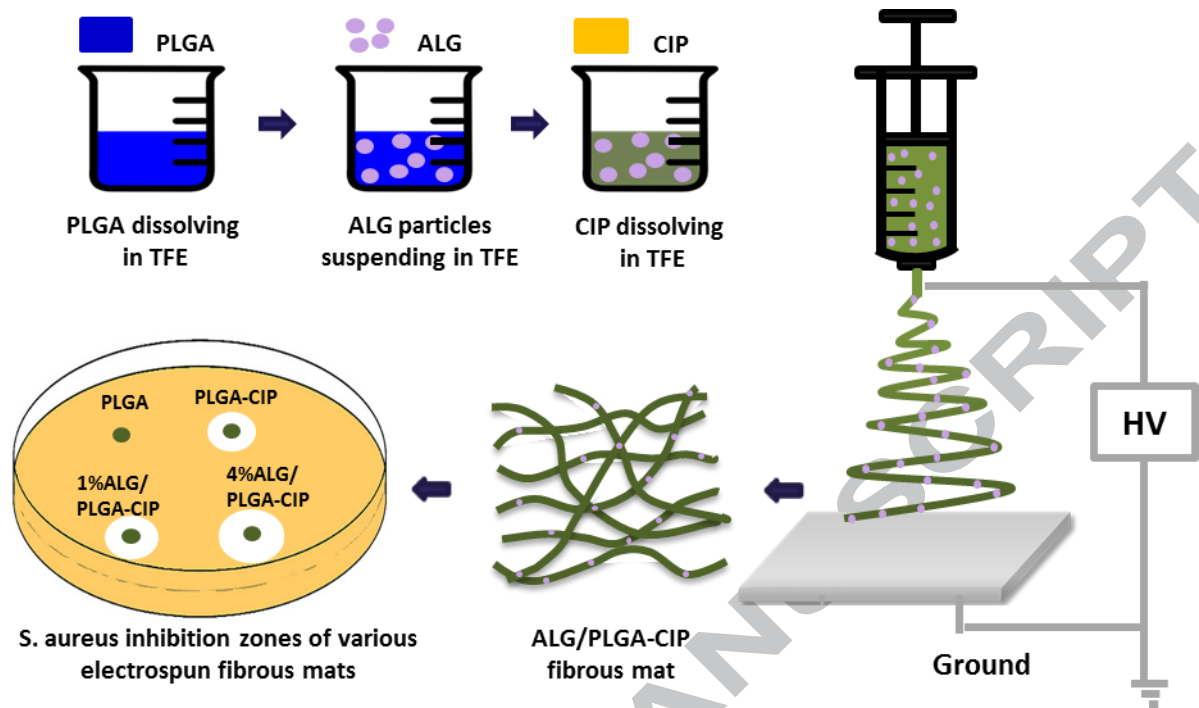 PLGA
ALG
CIP
PLGA dissolving
in TFE
ALG particles
suspending in TFE
CIP dissolving
in TFE
HV
Ground
ALG/PLGA-CIP
fibrous mat
PLGA
PLGA-CIP
1%ALG/
PLGA-CIP
4%ALG/
PLGA-CIP
S. aureus inhibition zones of various
electrospun fibrous mats
ANUSCRIPT